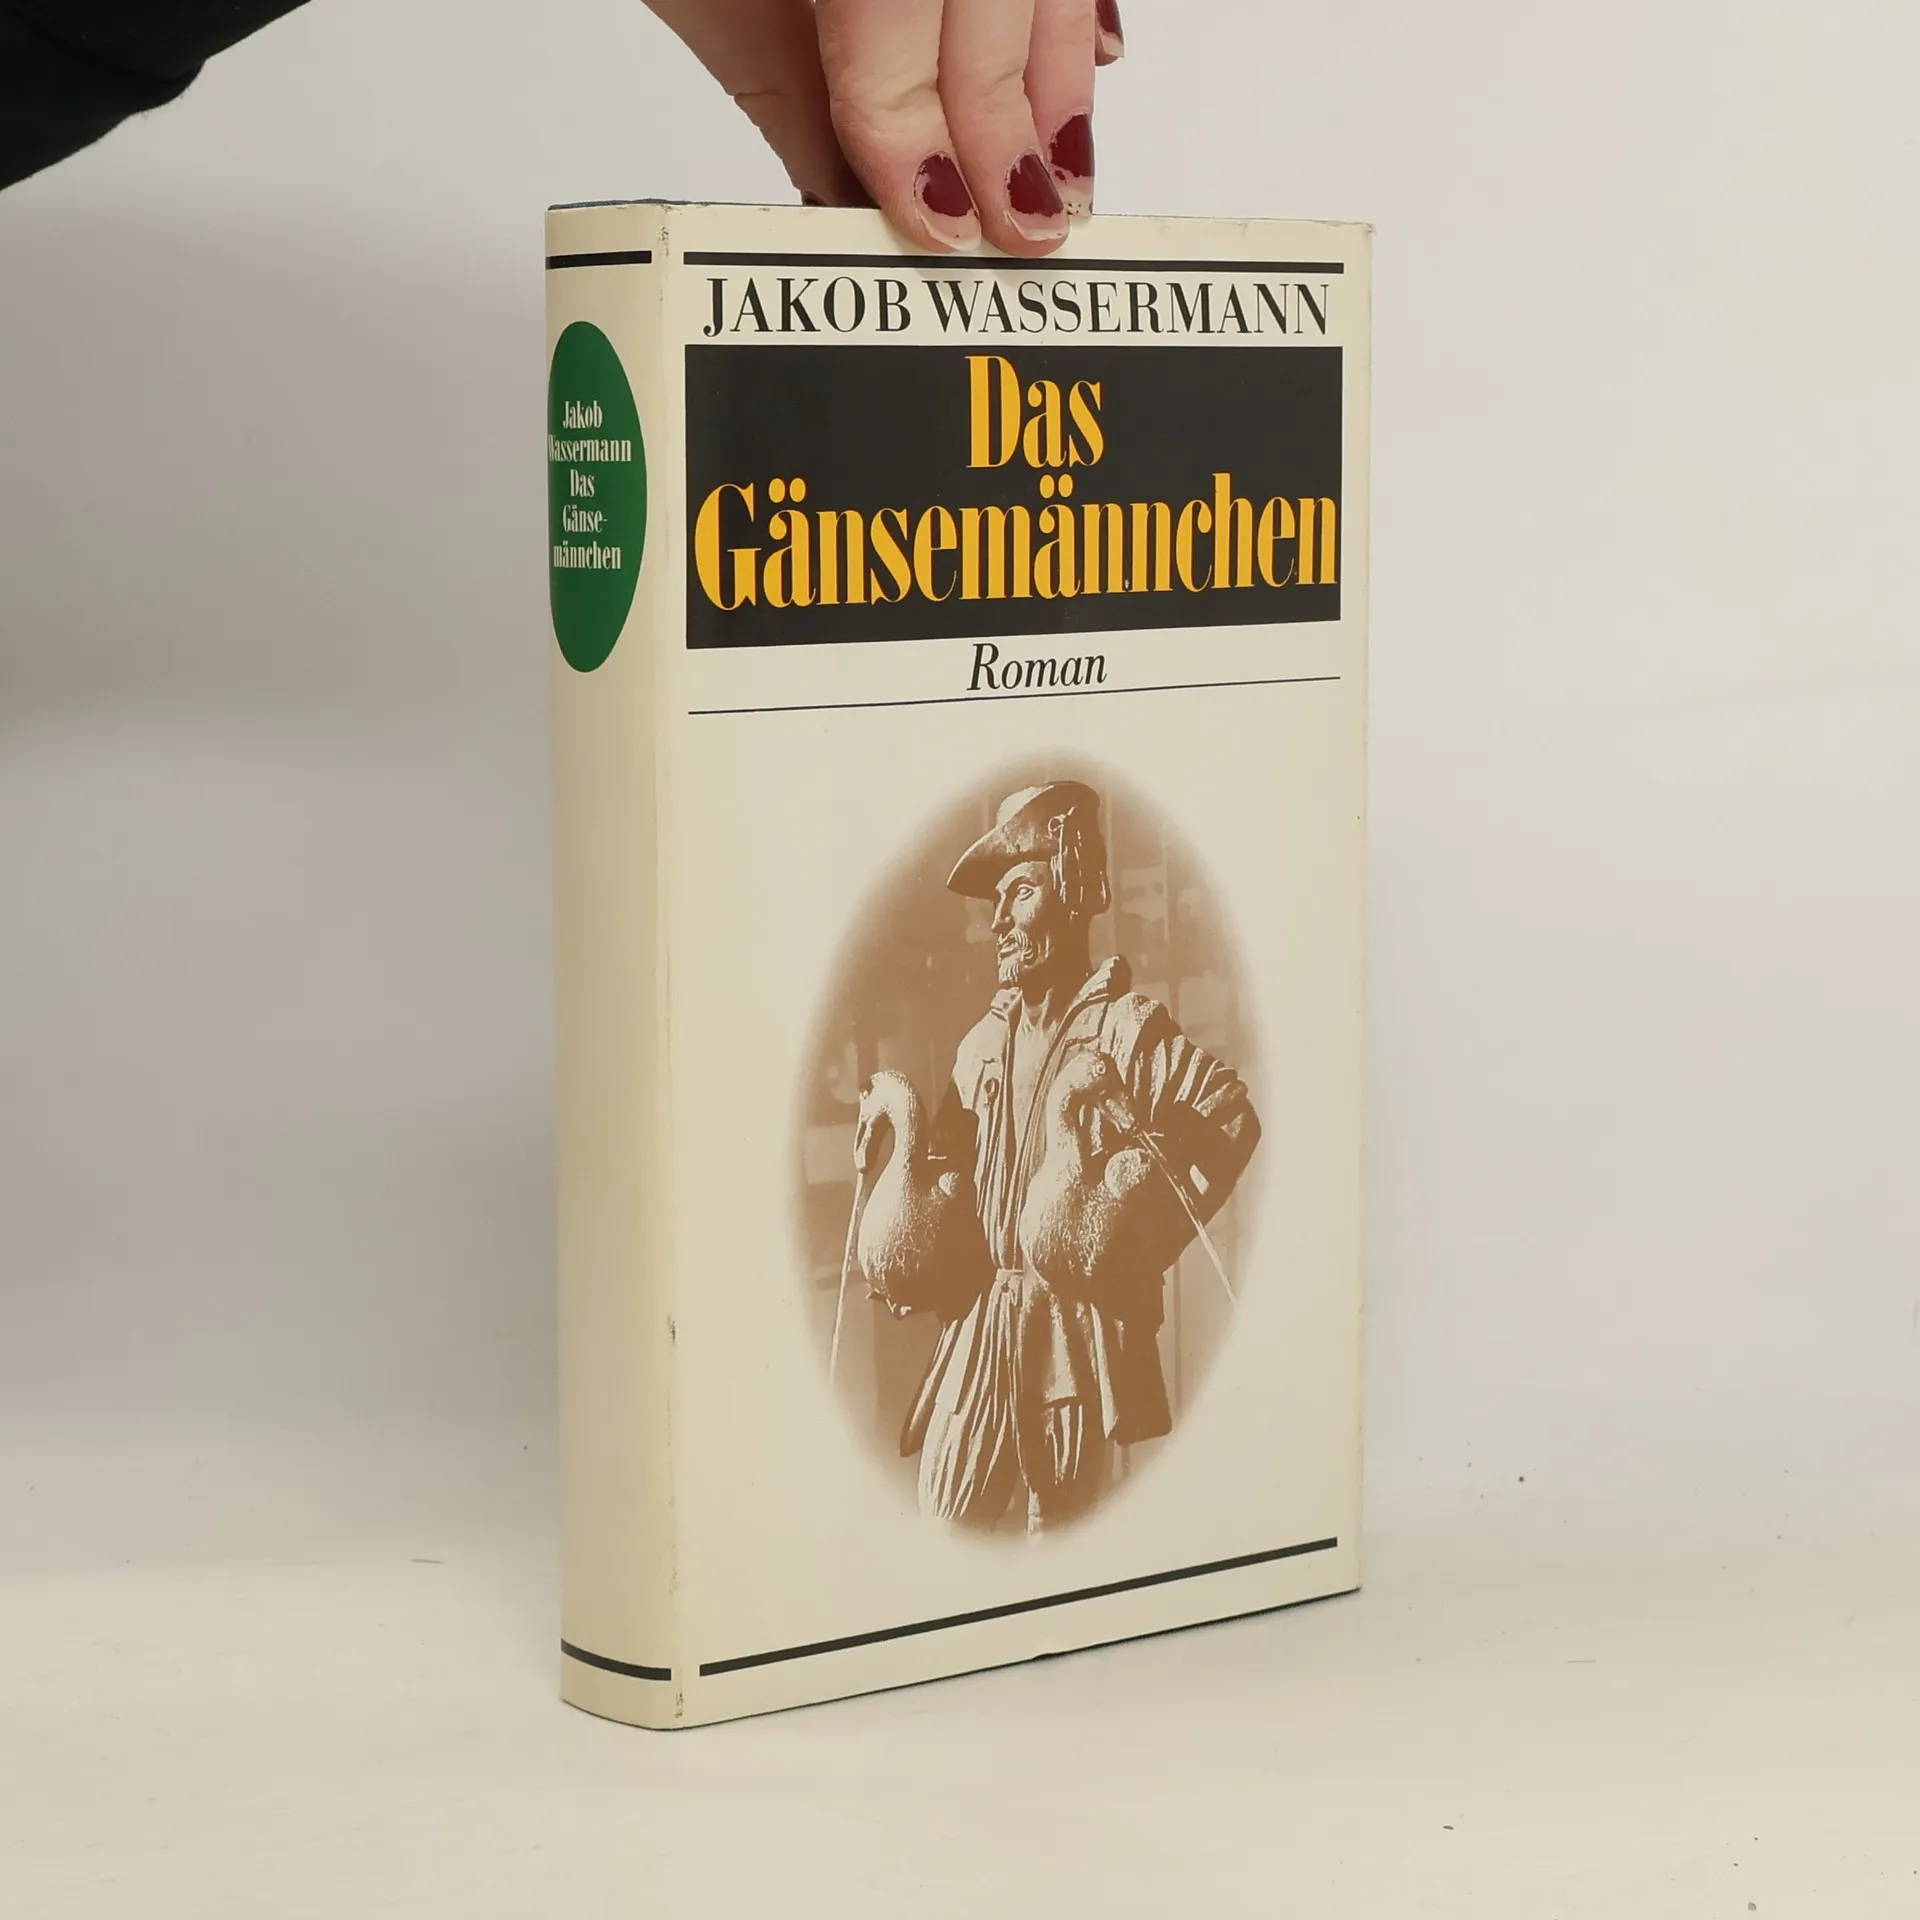 JAKOB WASSERMANN
Das
Gänsemännchen
Roman
Jakob
Wassermann
Das
Gänse-
männchen